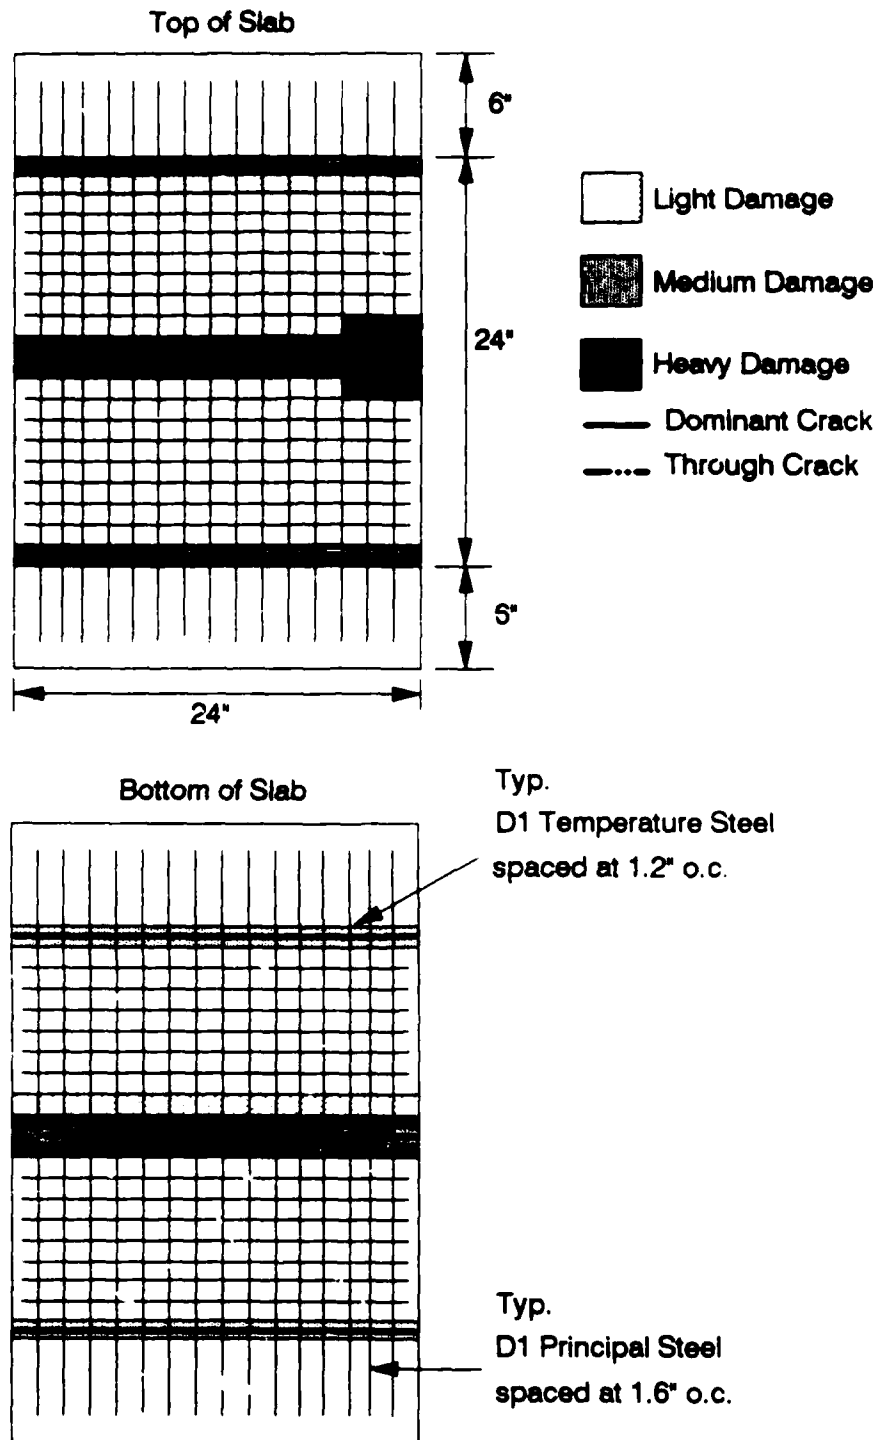 Top of Slab
6"
Light Damage
Medium Damage
24"
Heavy Damage
Dominant Crack
Through Crack
6"
24"
Bottom of Slab
Typ.
D1 Temperature Steel
spaced at 1.2" o.c.
Typ.
D1 Principal Steel
spaced at 1.6" o.c.